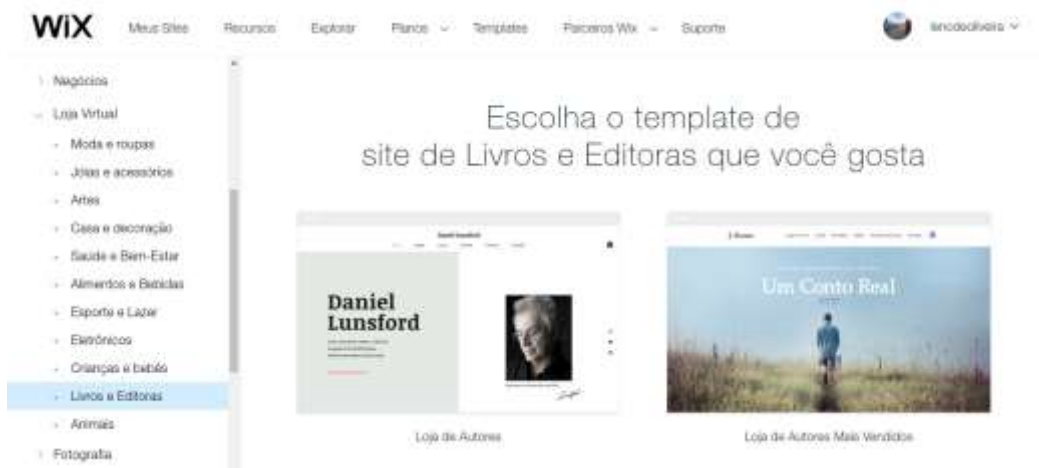 WiX
Meus Sites
Recursos
Explorar
Planos
Templates
Parceiros Wix
Suporte
Negócios
Loja Virtual
Moda e roupas
Jóias e acessórios
Artes
Casa e decoração
Saúde e Bem-Estar
Alimentos e Bebidas
Esporte e Lazer
Eletrônicos
Crianças e bebês
Livros e Editoras
Animais
Fotografia
Escolha o template de
site de Livros e Editoras que você gosta
Daniel
Lunsford
Loja de Autores
Um Conto Real
Loja de Autores Mais Vendidos